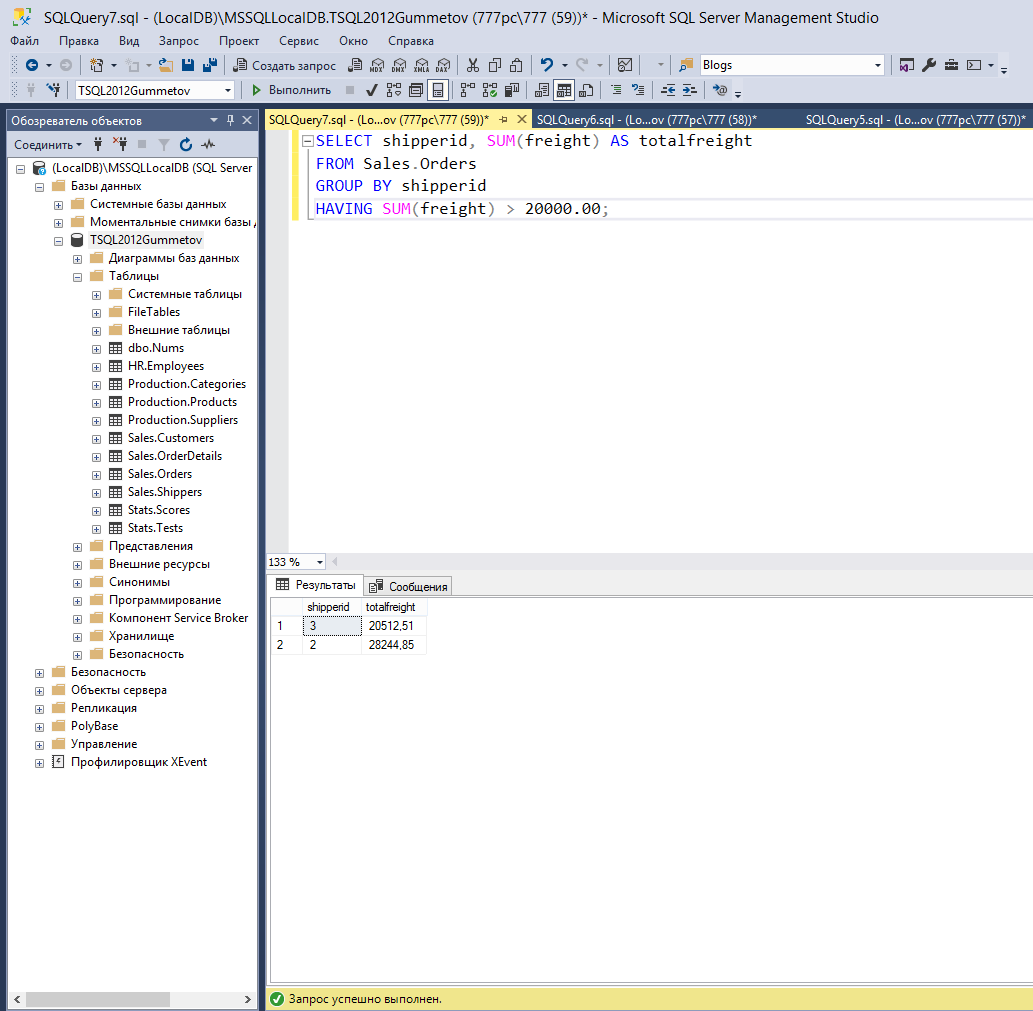 SQLQuery7.sql - (LocalDB)\MSSQLLocalDB.TSQL2012Gummetov (777pc\777 (59))* - Microsoft SQL Server Management Studio
Файл Правка Вид Запрос Проект Сервис Окно Справка
Создать запрос MDX DMX XMLA DAX Blogs
TSQL2012Gummetov Выполнить
Обозреватель объектов
Соединить
(LocalDB)\MSSQLLocalDB (SQL Server
Базы данных
Системные базы данных
Моментальные снимки базы
TSQL2012Gummetov
Диаграммы баз данных
Таблицы
Системные таблицы
FileTables
Внешние таблицы
dbo.Nums
HR.Employees
Production.Categories
Production.Products
Production.Suppliers
Sales.Customers
Sales.OrderDetails
Sales.Orders
Sales.Shippers
Stats.Scores
Stats.Tests
Представления
Внешние ресурсы
Синонимы
Программирование
Компонент Service Broker
Хранилище
Безопасность
Безопасность
Объекты сервера
Репликация
PolyBase
Управление
Профилировщик XEvent
SQLQuery7.sql - (Lo...ov (777pc\777 (59))* SQLQuery6.sql - (Lo...ov (777pc\777 (58))* SQLQuery5.sql - (Lo...ov (777pc\777 (57))*
SELECT shipperid, SUM(freight) AS totalfreight
FROM Sales.Orders
GROUP BY shipperid
HAVING SUM(freight) > 20000.00;
133 %
Результаты Сообщения
shipperid totalfreight
1 3 20512,51
2 2 28244,85
Запрос успешно выполнен.